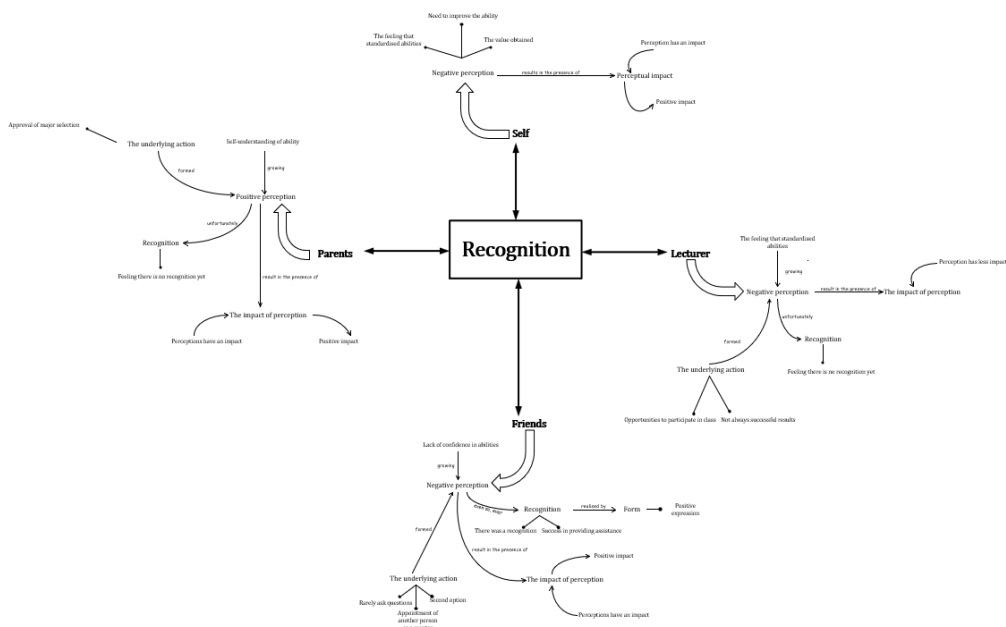 Need to improve the ability
The feeling that
standardised abilities
The value obtained
Negative perception
results in the presence of
Perceptual impact
Perception has an impact
Positive impact
Self
Approval of major selection
The underlying action
Self-understanding of ability
formed
growing
Positive perception
unfortunately
Recognition
Feeling there is no recognition yet
result in the presence of
The impact of perception
Perceptions have an impact
Positive impact
Parents
Recognition
Lecturer
The feeling that standardised
abilities
growing
Negative perception
result in the presence of
The impact of perception
Perception has less impact
unfortunately
Recognition
Feeling there is no recognition yet
formed
The underlying action
Opportunities to participate in class
Not always successful results
Friends
Lack of confidence in abilities
growing
Negative perception
Recognition
realized by
Form
Positive
expression
There was a recognition
Success in providing assistance
formed
result in the presence of
Positive impact
The impact of perception
Perceptions have an impact
The underlying action
Rarely ask questions
Second option
Appointment of
another person